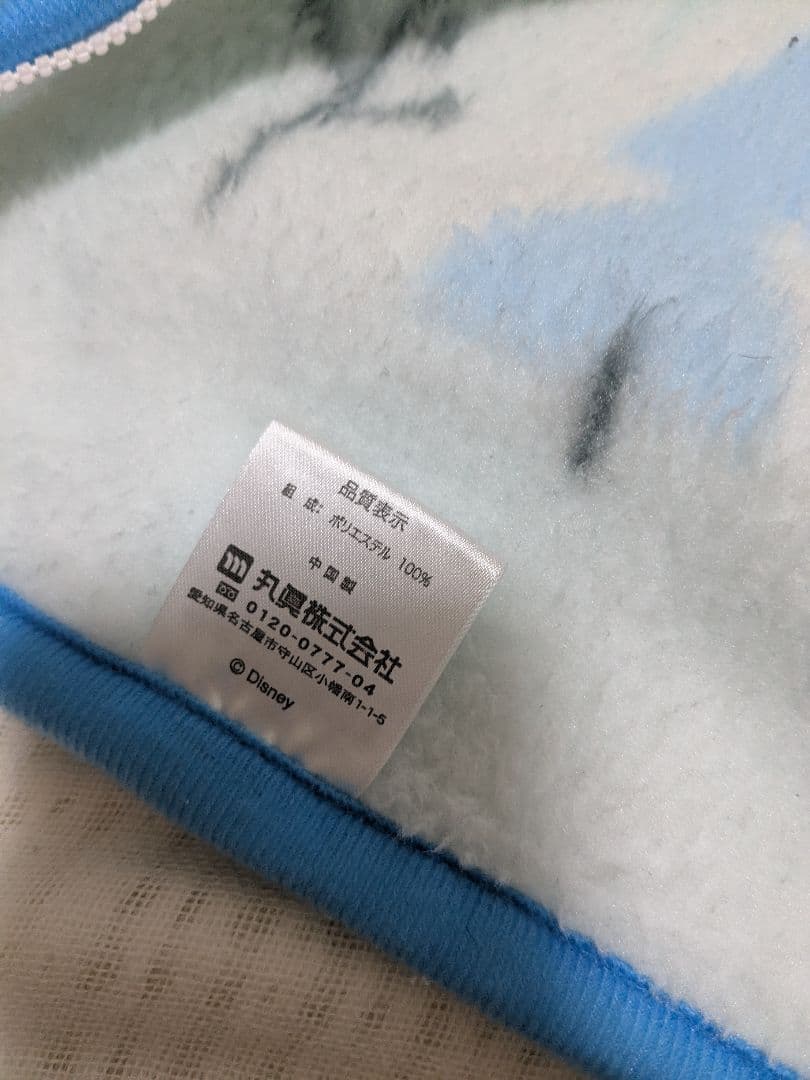 品質表示
組 成: ポリエステル 100%
中国製
丸眞株式会社
0120-0777-04
愛知県名古屋市守山区小幡南1-1-5
© Disney